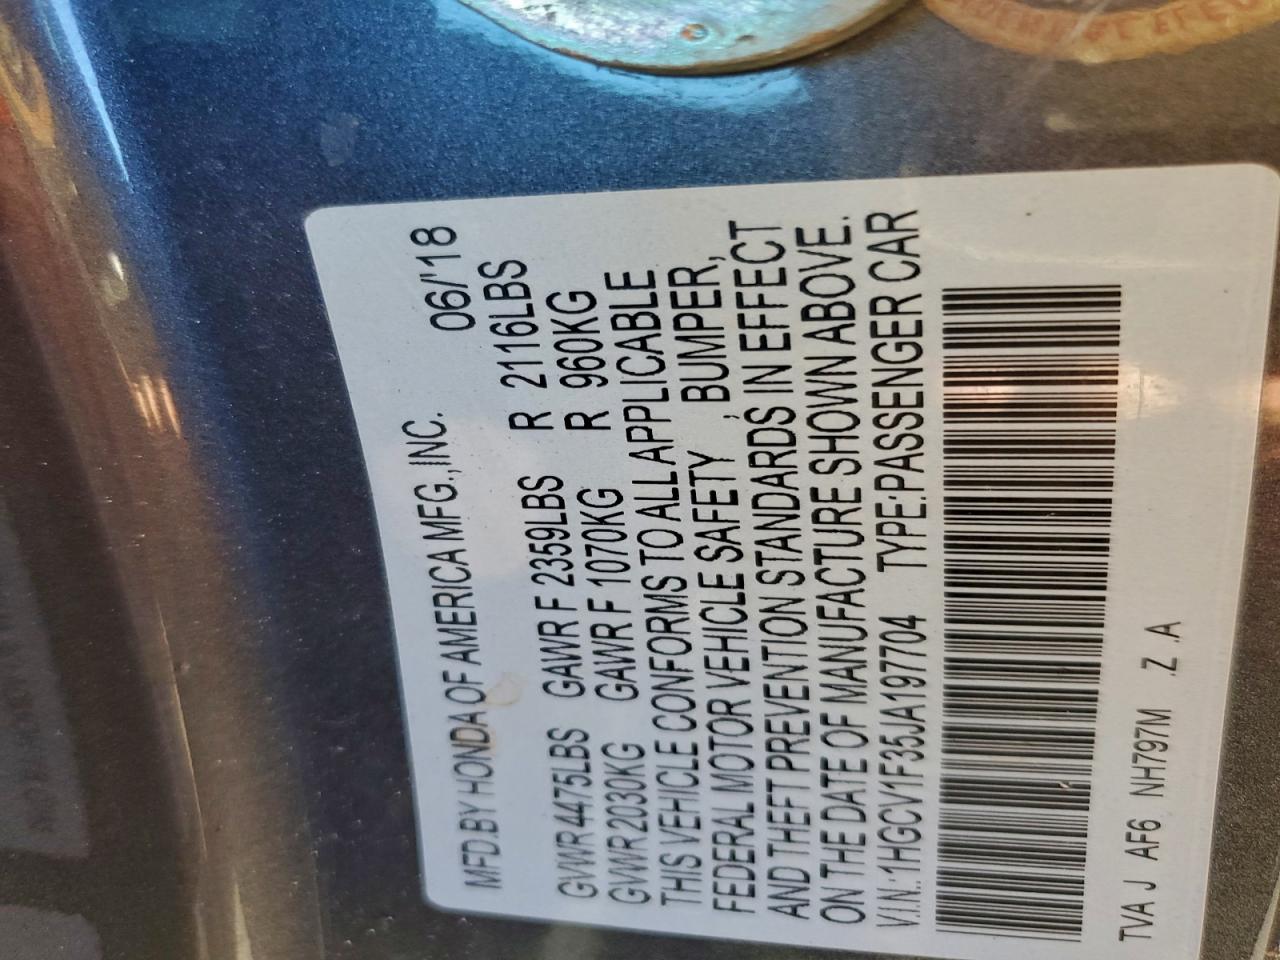 MFD.BY HONDA OF AMERICA MFG.,INC. 06/'18
GVWR 4475LBS GAWR F 2359LBS R 2116LBS
GVWR 2030KG GAWR F 1070KG R 960KG
THIS VEHICLE CONFORMS TO ALL APPLICABLE
FEDERAL MOTOR VEHICLE SAFETY , BUMPER,
AND THEFT PREVENTION STANDARDS IN EFFECT
ON THE DATE OF MANUFACTURE SHOWN ABOVE.
V.I.N.:1HGCV1F35JA197704 TYPE:PASSENGER CAR
TVA J AF6 NH797M .Z .A